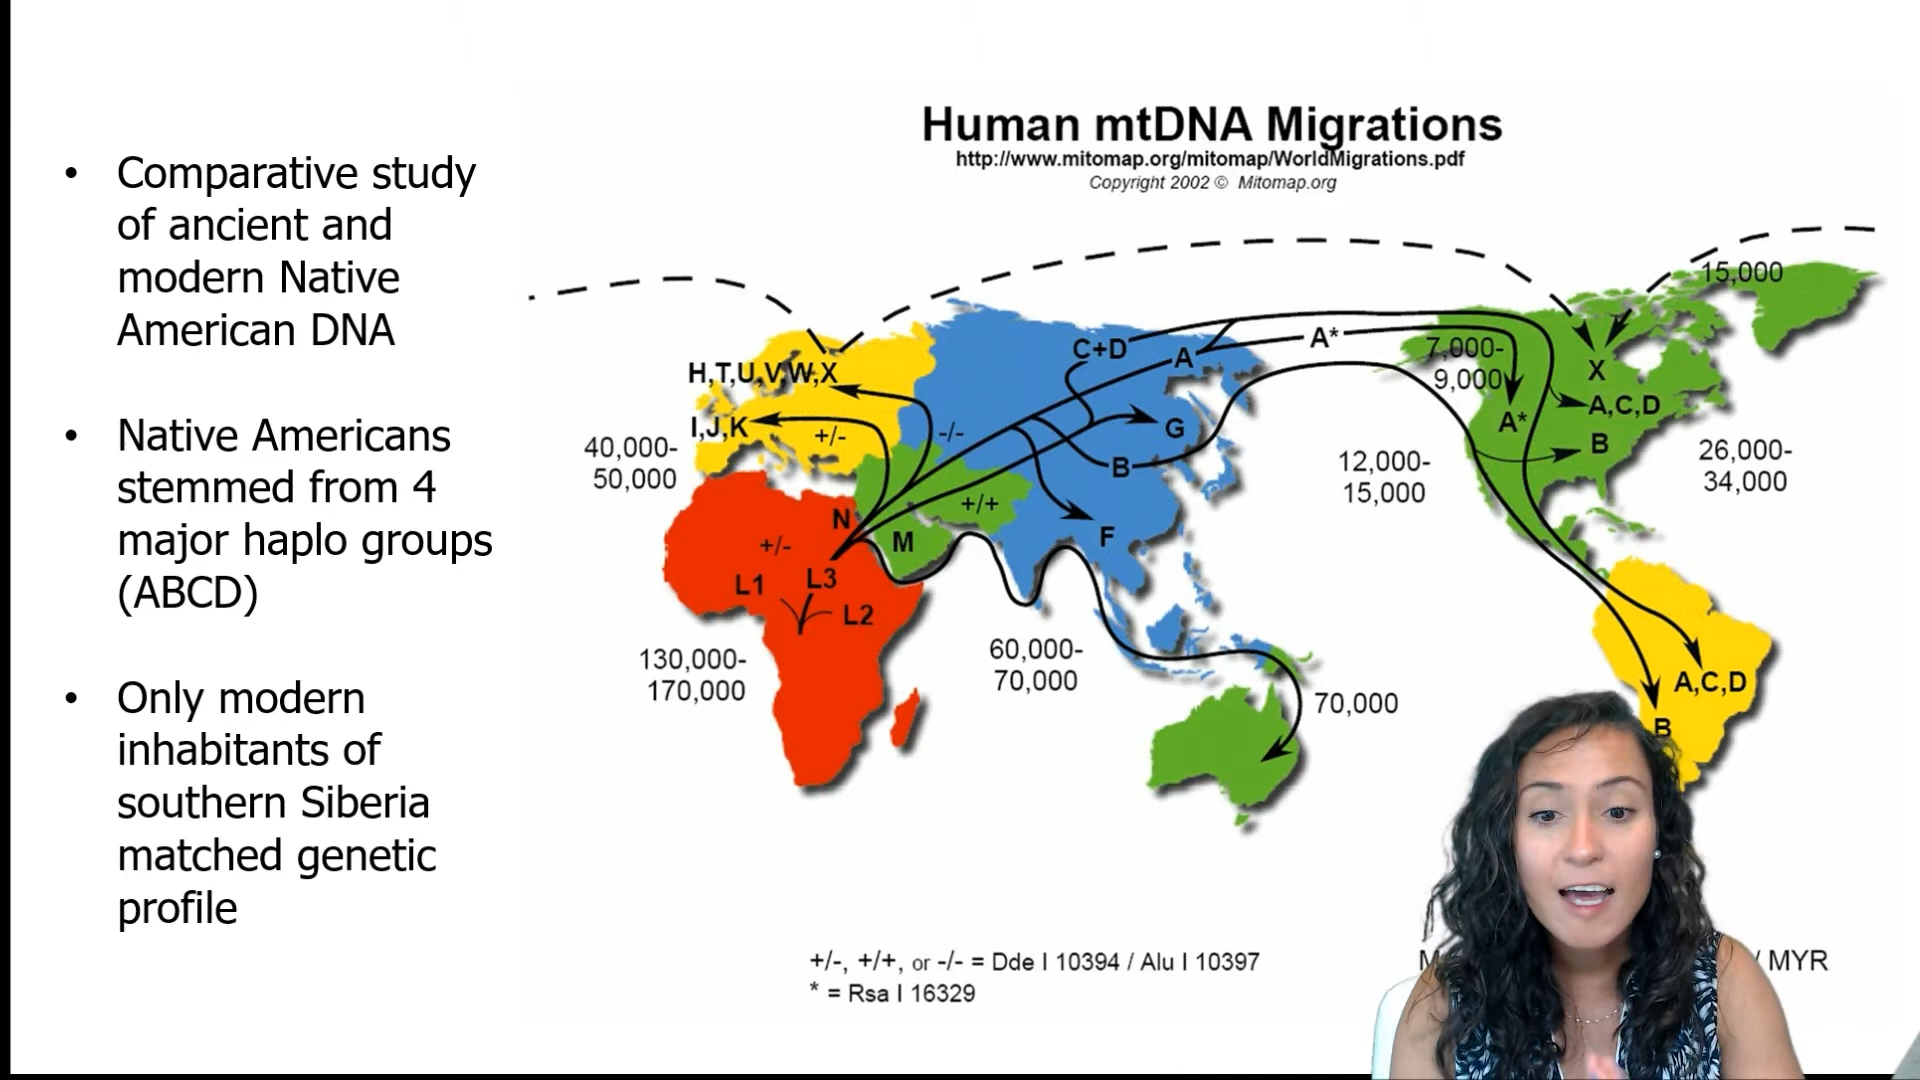 • Comparative study
of ancient and
modern Native
American DNA
• Native Americans
stemmed from 4
major haplo groups
(ABCD)
• Only modern
inhabitants of
southern Siberia
matched genetic
profile
Human mtDNA Migrations
http://www.mitomap.org/mitomap/WorldMigrations.pdf
Copyright 2002 © Mitomap.org
15,000
H,T,U,V,W,X
C+D
A
A*
7,000-
9,000
X
I,J,K
+/-
-/-
G
A*
A,C,D
B
40,000-
50,000
B
12,000-
15,000
26,000-
34,000
N
+/+
M
F
+/-
L1
L3
L2
130,000-
170,000
60,000-
70,000
70,000
A,C,D
B
+/-, +/+, or -/- = Dde I 10394 / Alu I 10397
* = Rsa I 16329
/ MYR